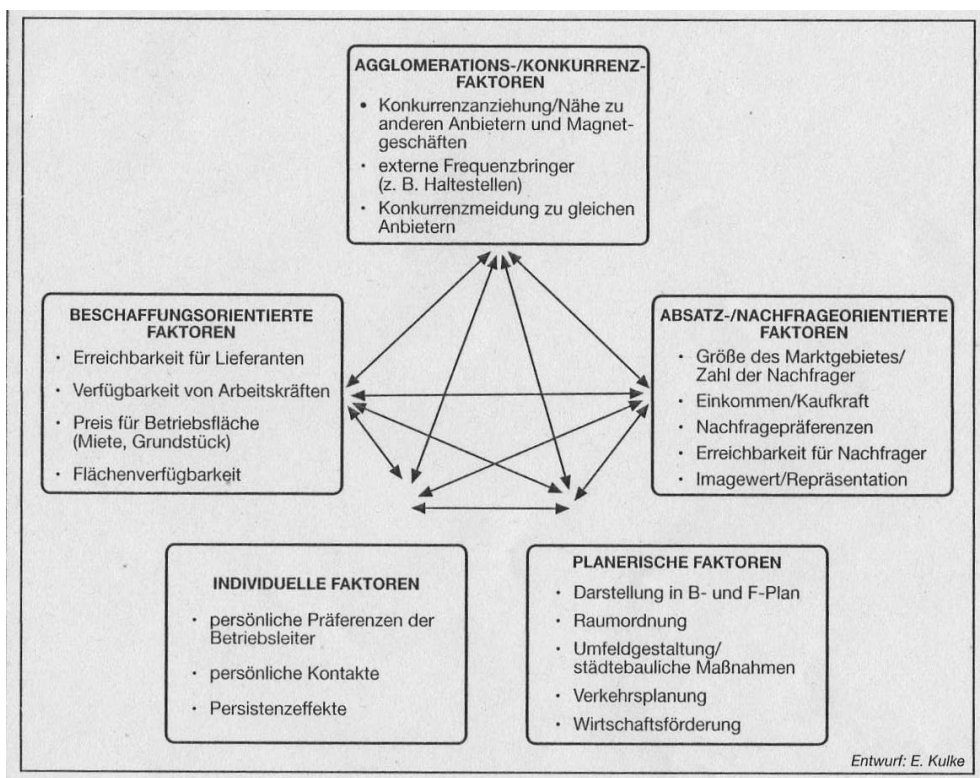 AGGLOMERATIONS-/KONKURRENZ-
FAKTOREN
• Konkurrenzanziehung/Nähe zu
anderen Anbietern und Magnet-
geschäften
• externe Frequenzbringer
(z. B. Haltestellen)
• Konkurrenzmeidung zu gleichen
Anbietern
BESCHAFFUNGSORIENTIERTE
FAKTOREN
• Erreichbarkeit für Lieferanten
• Verfügbarkeit von Arbeitskräften
• Preis für Betriebsfläche
(Miete, Grundstück)
• Flächenverfügbarkeit
ABSATZ-/NACHFRAGEORIENTIERTE
FAKTOREN
• Größe des Marktgebietes/
Zahl der Nachfrager
• Einkommen/Kaufkraft
• Nachfragepräferenzen
• Erreichbarkeit für Nachfrager
• Imagewert/Repräsentation
INDIVIDUELLE FAKTOREN
• persönliche Präferenzen der
Betriebsleiter
• persönliche Kontakte
• Persistenzeffekte
PLANERISCHE FAKTOREN
• Darstellung in B- und F-Plan
• Raumordnung
• Umfeldgestaltung/
städtebauliche Maßnahmen
• Verkehrsplanung
• Wirtschaftsförderung
Entwurf: E. Kulke